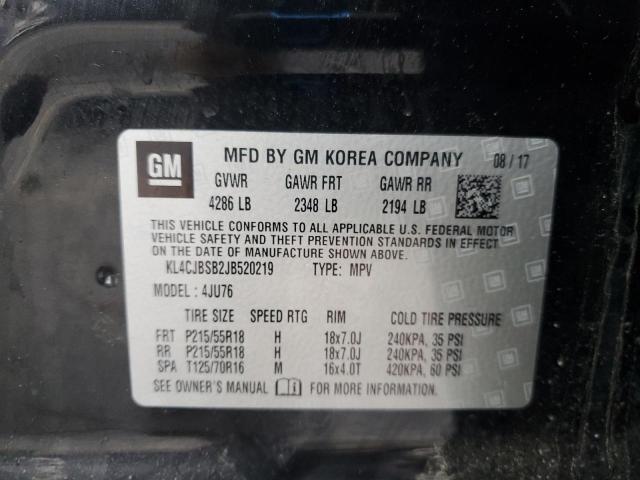 GM MFD BY GM KOREA COMPANY 08 / 17
GVWR GAWR FRT GAWR RR
4286 LB 2348 LB 2194 LB
THIS VEHICLE CONFORMS TO ALL APPLICABLE U.S. FEDERAL MOTOR
VEHICLE SAFETY AND THEFT PREVENTION STANDARDS IN EFFECT
ON THE DATE OF MANUFACTURE SHOWN ABOVE.
KL4CJBSB2JB520219 TYPE: MPV
MODEL : 4JU76
TIRE SIZE SPEED RTG RIM COLD TIRE PRESSURE
FRT P215/55R18 H 18x7.0J 240KPA, 35 PSI
RR P215/55R18 H 18x7.0J 240KPA, 35 PSI
SPA T125/70R16 M 16x4.0T 420KPA, 60 PSI
SEE OWNER'S MANUAL FOR MORE INFORMATION